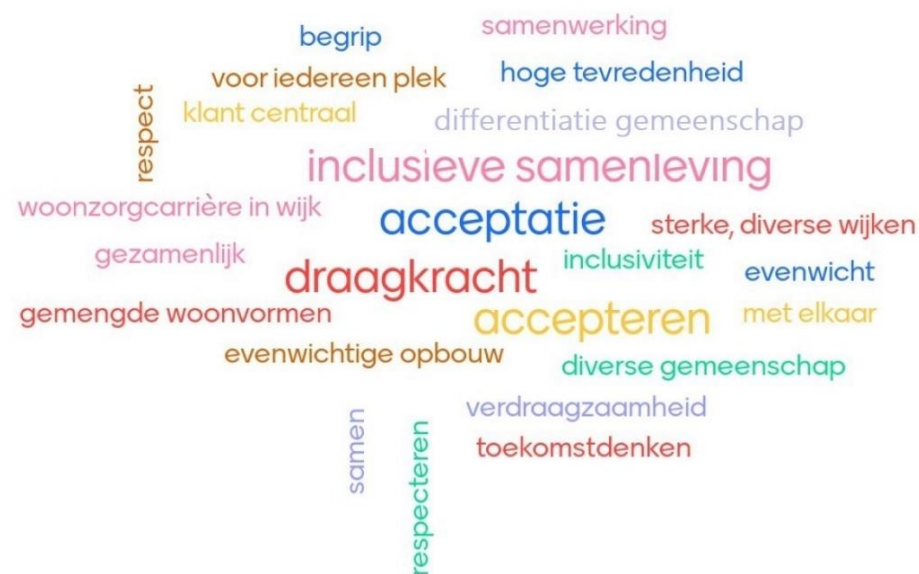 begrip
samenwerking
voor iedereen plek
hoge tevredenheid
respect
klant centraal
differentiatie gemeenschap
inclusieve samenleving
woonzorgcarrière in wijk
acceptatie
sterke, diverse wijken
gezamenlijk
draagkracht
inclusiviteit
evenwicht
gemengde woonvormen
accepteren
met elkaar
evenwichtige opbouw
diverse gemeenschap
samen
verdraagzaamheid
respecteren
toekomstdenken